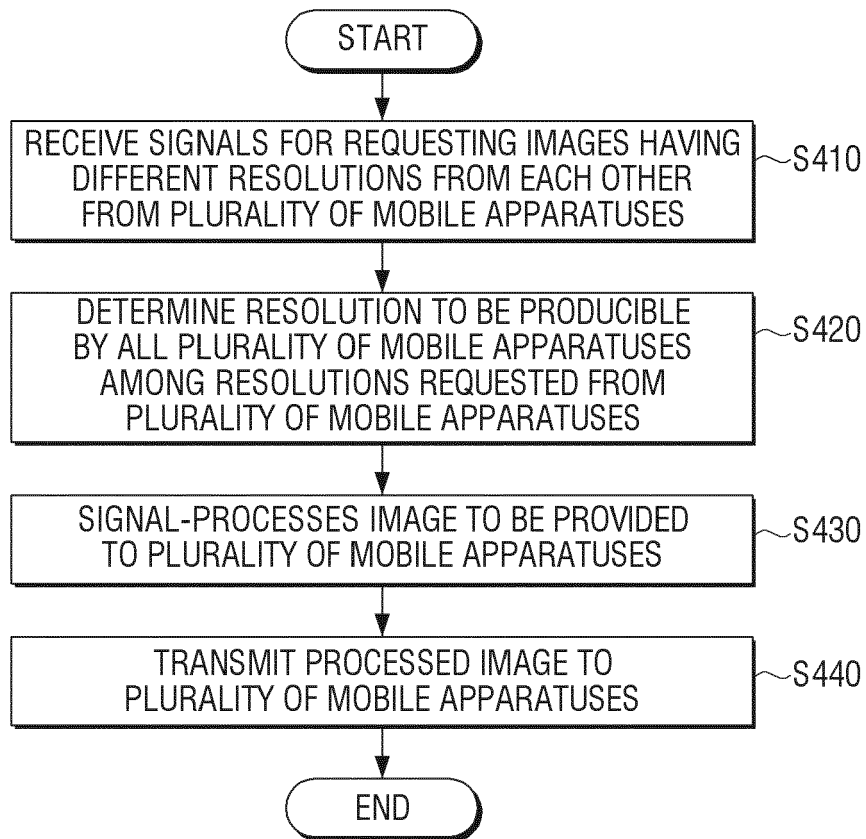 START
RECEIVE SIGNALS FOR REQUESTING IMAGES HAVING
DIFFERENT RESOLUTIONS FROM EACH OTHER
FROM PLURALITY OF MOBILE APPARATUSES
S410
DETERMINE RESOLUTION TO BE PRODUCIBLE
BY ALL PLURALITY OF MOBILE APPARATUSES
AMONG RESOLUTIONS REQUESTED FROM
PLURALITY OF MOBILE APPARATUSES
S420
SIGNAL-PROCESSES IMAGE TO BE PROVIDED
TO PLURALITY OF MOBILE APPARATUSES
S430
TRANSMIT PROCESSED IMAGE TO
PLURALITY OF MOBILE APPARATUSES
S440
END